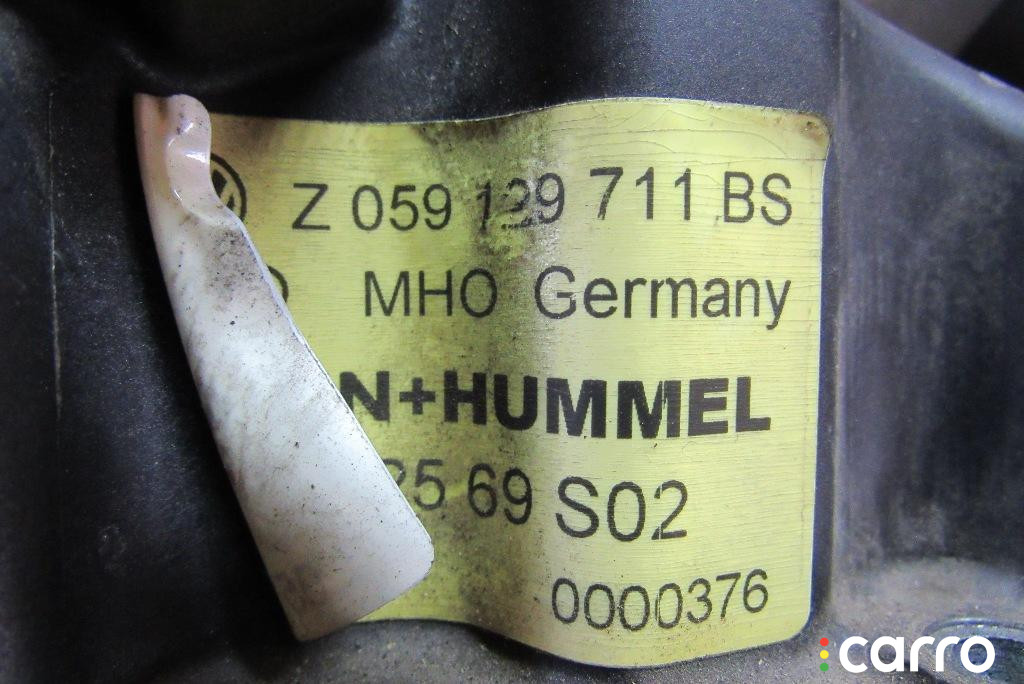 Z 059 129 711 BS
MHO Germany
N+HUMMEL
25 69 S02
0000376
carro